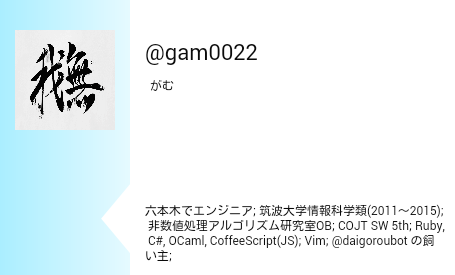 我無
@gam0022
がむ
六本木でエンジニア; 筑波大学情報科学類(2011〜2015);
非数値処理アルゴリズム研究室OB; COJT SW 5th; Ruby,
C#, OCaml, CoffeeScript(JS); Vim; @daigoroubot の飼
い主;